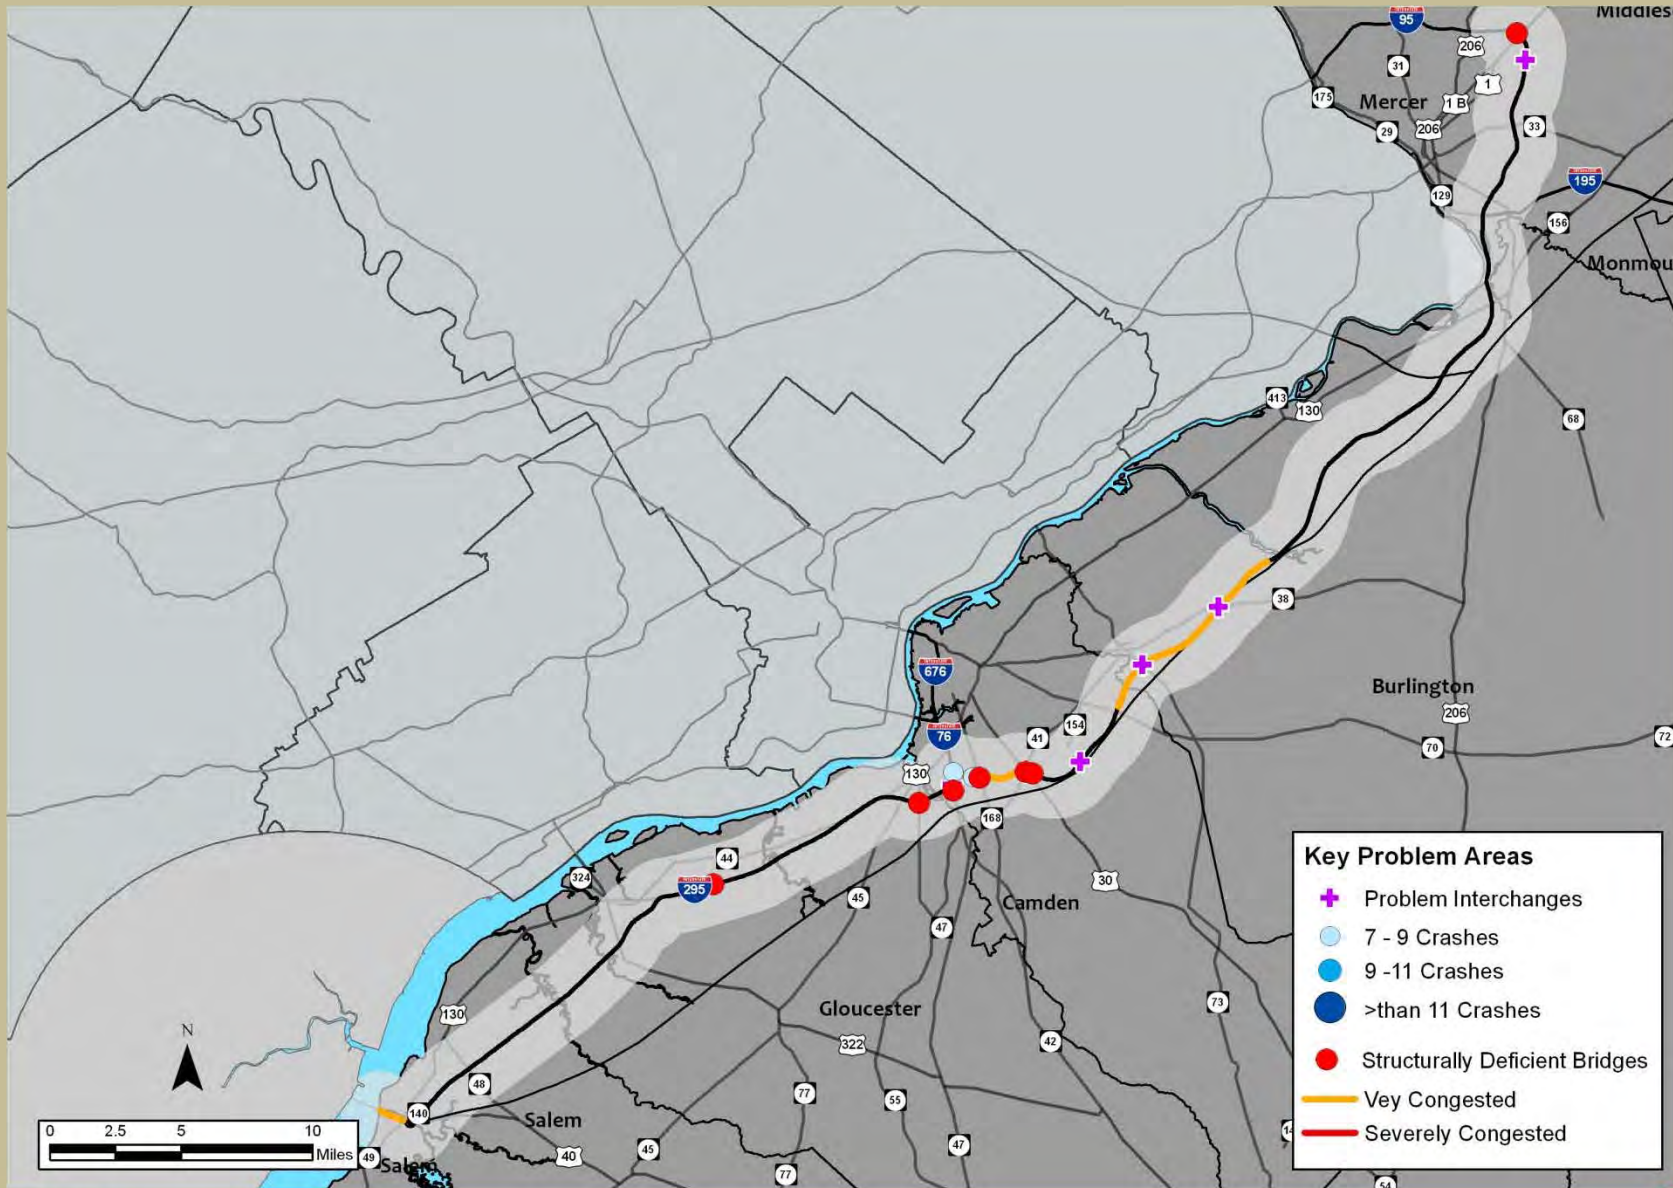 Middles
95
206
31
1
175
Mercer
1 B
206
33
29
195
129
156
Monmou
413
130
68
38
676
Burlington
206
154
76
41
70
72
130
168
44
295
324
30
45
Camden
47
73
Gloucester
130
322
42
N
48
77
55
140
Salem
47
45
49
40
Salem
77
54
0 2.5 5 10
Miles
Key Problem Areas
Problem Interchanges
7 - 9 Crashes
9 -11 Crashes
>than 11 Crashes
Structurally Deficient Bridges
Vey Congested
Severely Congested